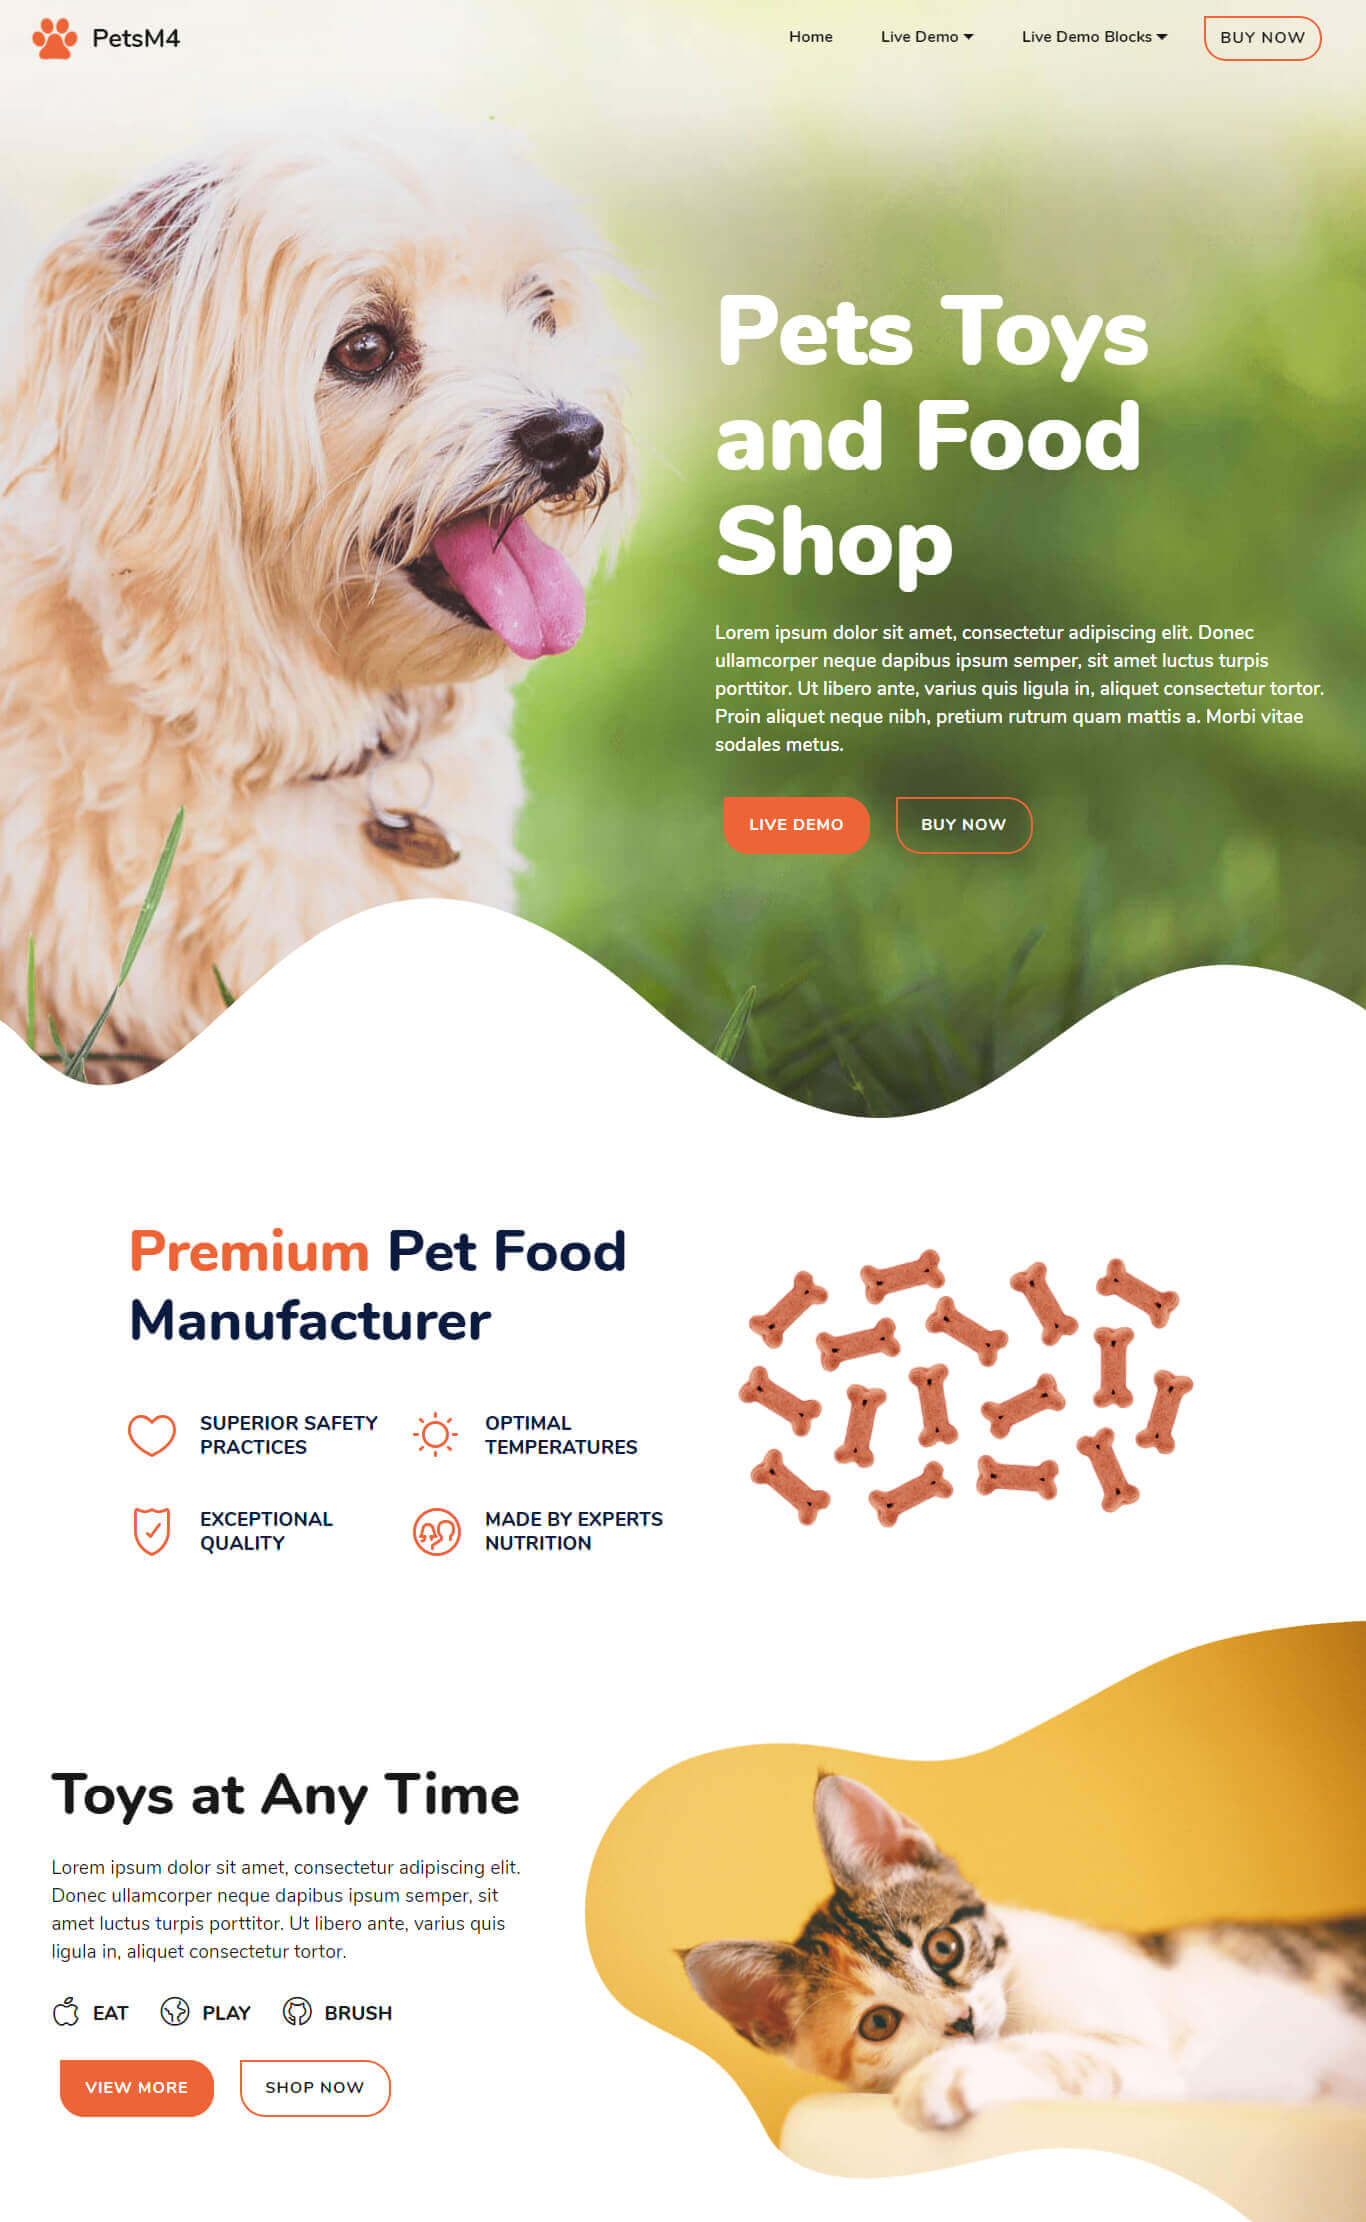 PetsM4
Home
Live Demo
Live Demo Blocks
BUY NOW
Pets Toys
and Food
Shop
Lorem ipsum dolor sit amet, consectetur adipiscing elit. Donec
ullamcorper neque dapibus ipsum semper, sit amet luctus turpis
porttitor. Ut libero ante, varius quis ligula in, aliquet consectetur tortor.
Proin aliquet neque nibh, pretium rutrum quam mattis a. Morbi vitae
sodales metus.
LIVE DEMO
BUY NOW
Premium Pet Food
Manufacturer
SUPERIOR SAFETY
PRACTICES
OPTIMAL
TEMPERATURES
EXCEPTIONAL
QUALITY
MADE BY EXPERTS
NUTRITION
Toys at Any Time
Lorem ipsum dolor sit amet, consectetur adipiscing elit.
Donec ullamcorper neque dapibus ipsum semper, sit
amet luctus turpis porttitor. Ut libero ante, varius quis
ligula in, aliquet consectetur tortor.
EAT
PLAY
BRUSH
VIEW MORE
SHOP NOW